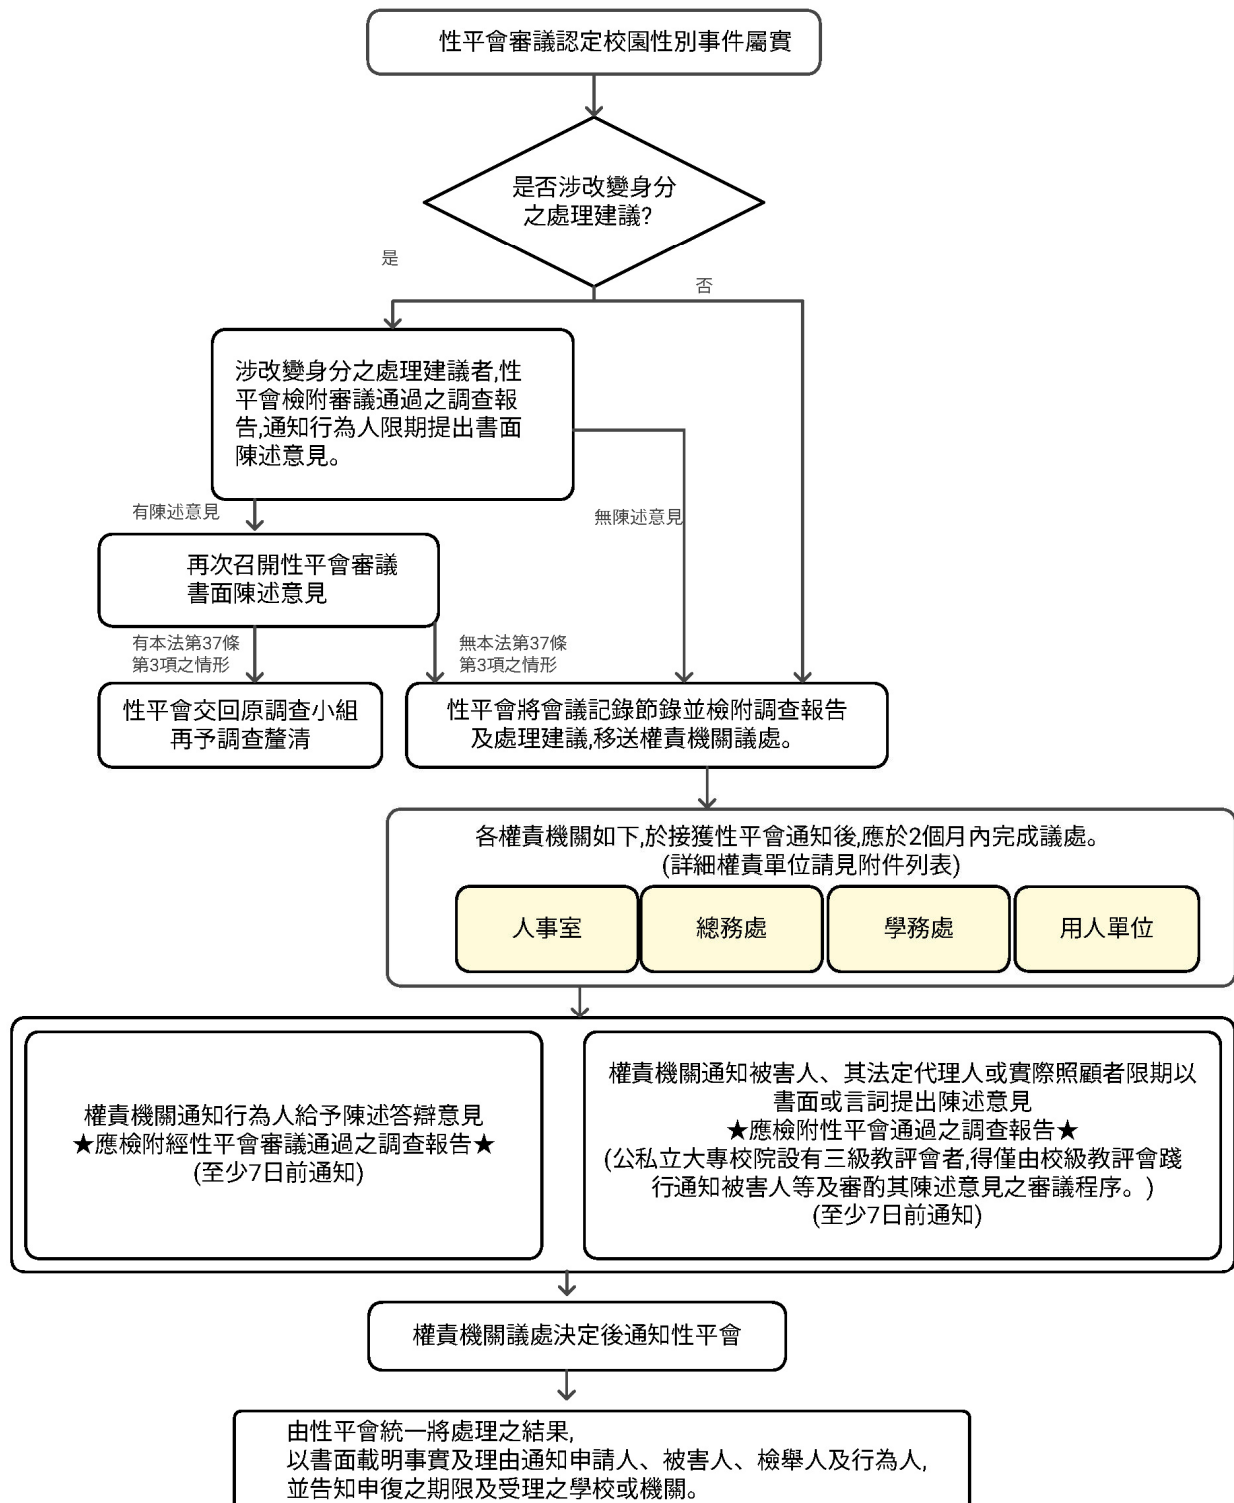 性平會審議認定校園性別事件屬實
是否涉改變身分
之處理建議?
是
否
涉改變身分之處理建議者,性
平會檢附審議通過之調查報
告,通知行為人限期提出書面
陳述意見。
有陳述意見
無陳述意見
再次召開性平會審議
書面陳述意見
有本法第37條
第3項之情形
無本法第37條
第3項之情形
性平會交回原調查小組
再予調查釐清
性平會將會議記錄節錄並檢附調查報告
及處理建議,移送權責機關議處。
各權責機關如下,於接獲性平會通知後,應於2個月內完成議處。
(詳細權責單位請見附件列表)
人事室
總務處
學務處
用人單位
權責機關通知行為人給予陳述答辯意見
★應檢附經性平會審議通過之調查報告★
(至少7日前通知)
權責機關通知被害人、其法定代理人或實際照顧者限期以
書面或言詞提出陳述意見
★應檢附性平會通過之調查報告★
(公私立大專校院設有三級教評會者,得僅由校級教評會踐
行通知被害人等及審酌其陳述意見之審議程序。)
(至少7日前通知)
權責機關議處決定後通知性平會
由性平會統一將處理之結果,
以書面載明事實及理由通知申請人、被害人、檢舉人及行為人,
並告知申復之期限及受理之學校或機關。